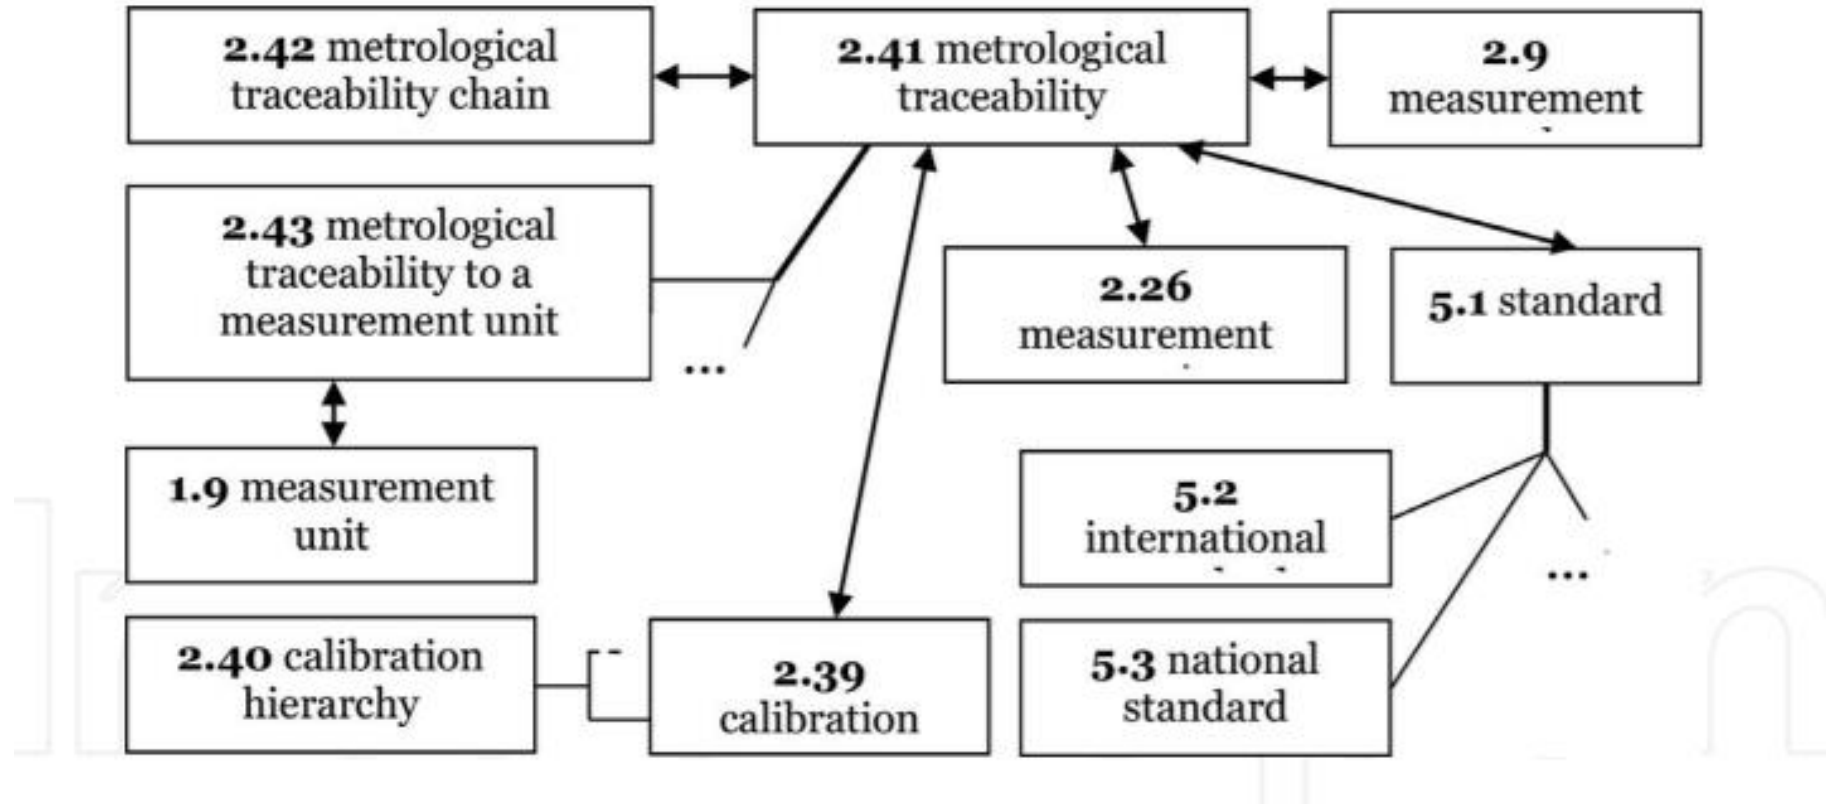 2.42 metrological
traceability chain
2.41 metrological
traceability
2.9
measurement
2.43 metrological
traceability to a
measurement unit
2.26
measurement
5.1 standard
...
1.9 measurement
unit
5.2
international
...
2.40 calibration
hierarchy
2.39
calibration
5.3 national
standard